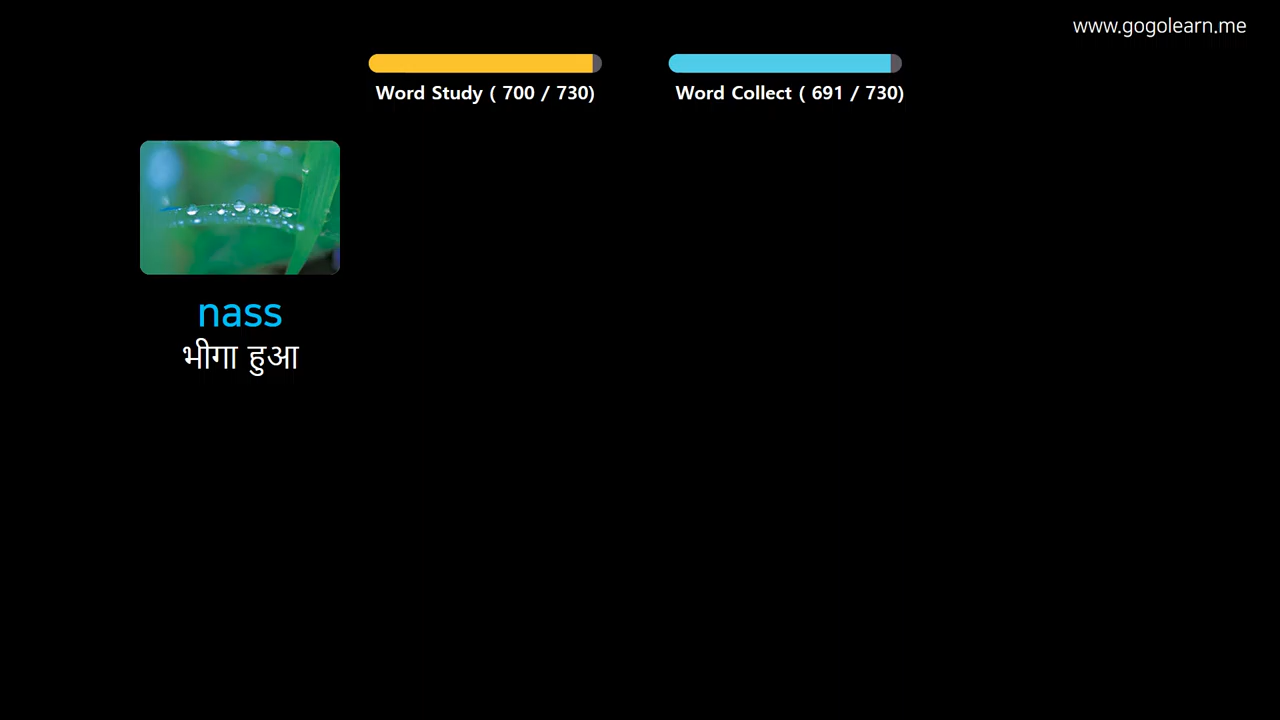 www.gogolearn.me
Word Study ( 700 / 730)
Word Collect ( 691 / 730)
nass
भीगा हुआ